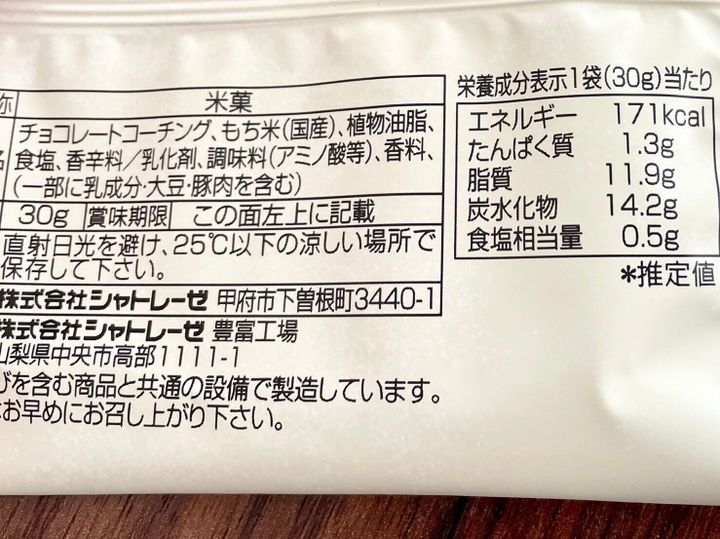 称 米菓
名 チョコレートコーチング、もち米(国産)、植物油脂、
食塩、香辛料/乳化剤、調味料(アミノ酸等)、香料、
(一部に乳成分・大豆・豚肉を含む)
30g 賞味期限 この面左上に記載
直射日光を避け、25℃以下の涼しい場所で
保存して下さい。
株式会社シャトレーゼ 甲府市下曽根町3440-1
株式会社シャトレーゼ 豊富工場
山梨県中央市高部1111-1
びを含む商品と共通の設備で製造しています。
お早めにお召し上がり下さい。
栄養成分表示1袋(30g)当たり
エネルギー 171kcal
たんぱく質 1.3g
脂質 11.9g
炭水化物 14.2g
食塩相当量 0.5g
*推定値